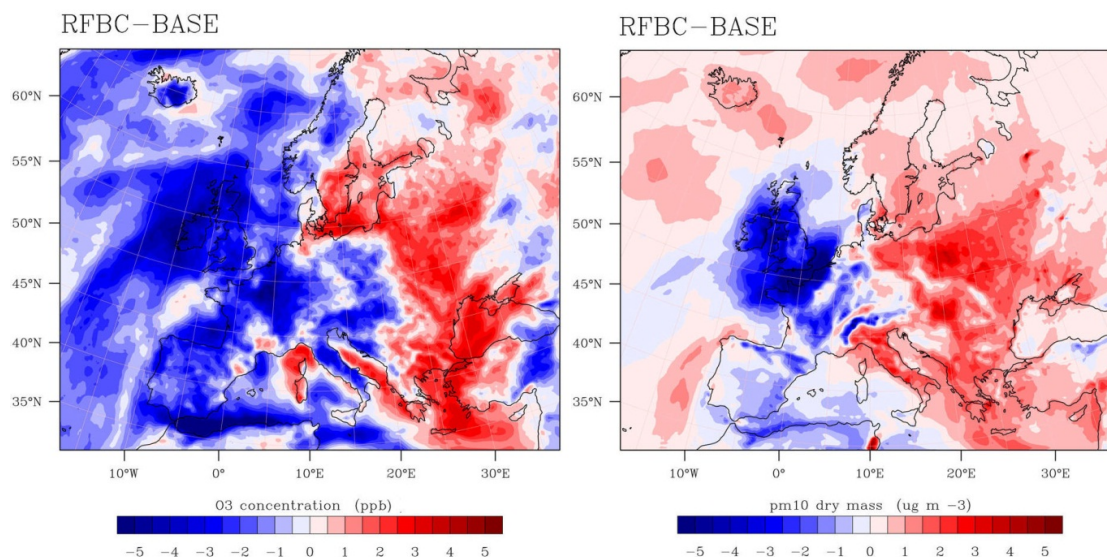 RFBC−BASE
60°N
55°N
50°N
45°N
40°N
35°N
10°W 0° 10°E 20°E 30°E
O3 concentration (ppb)
−5 −4 −3 −2 −1 0 1 2 3 4 5
RFBC−BASE
60°N
55°N
50°N
45°N
40°N
35°N
10°W 0° 10°E 20°E 30°E
pm10 dry mass (ug m −3)
−5 −4 −3 −2 −1 0 1 2 3 4 5